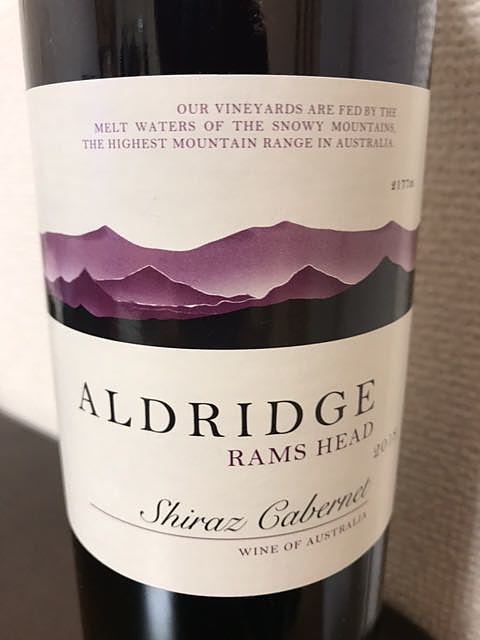 OUR VINEYARDS ARE FED BY THE
MELT WATERS OF THE SNOWY MOUNTAINS,
THE HIGHEST MOUNTAIN RANGE IN AUSTRALIA.
2177m
ALDRIDGE
RAMS HEAD
Shiraz Cabernet
WINE OF AUSTRALIA